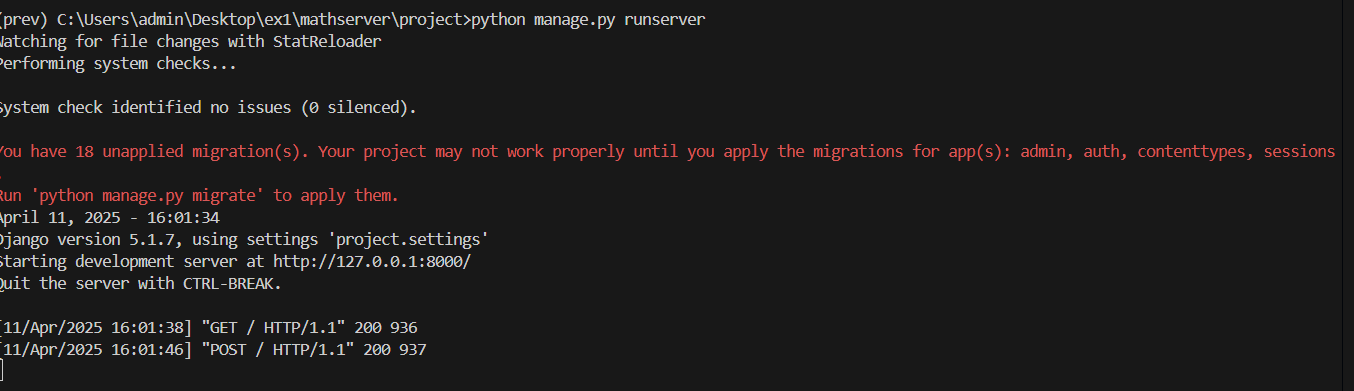 (prev) C:\Users\admin\Desktop\ex1\mathserver\project>python manage.py runserver
Watching for file changes with StatReloader
Performing system checks...
System check identified no issues (0 silenced).
You have 18 unapplied migration(s). Your project may not work properly until you apply the migrations for app(s): admin, auth, contenttypes, sessions
.
Run 'python manage.py migrate' to apply them.
April 11, 2025 - 16:01:34
Django version 5.1.7, using settings 'project.settings'
Starting development server at http://127.0.0.1:8000/
Quit the server with CTRL-BREAK.
[11/Apr/2025 16:01:38] "GET / HTTP/1.1" 200 936
[11/Apr/2025 16:01:46] "POST / HTTP/1.1" 200 937